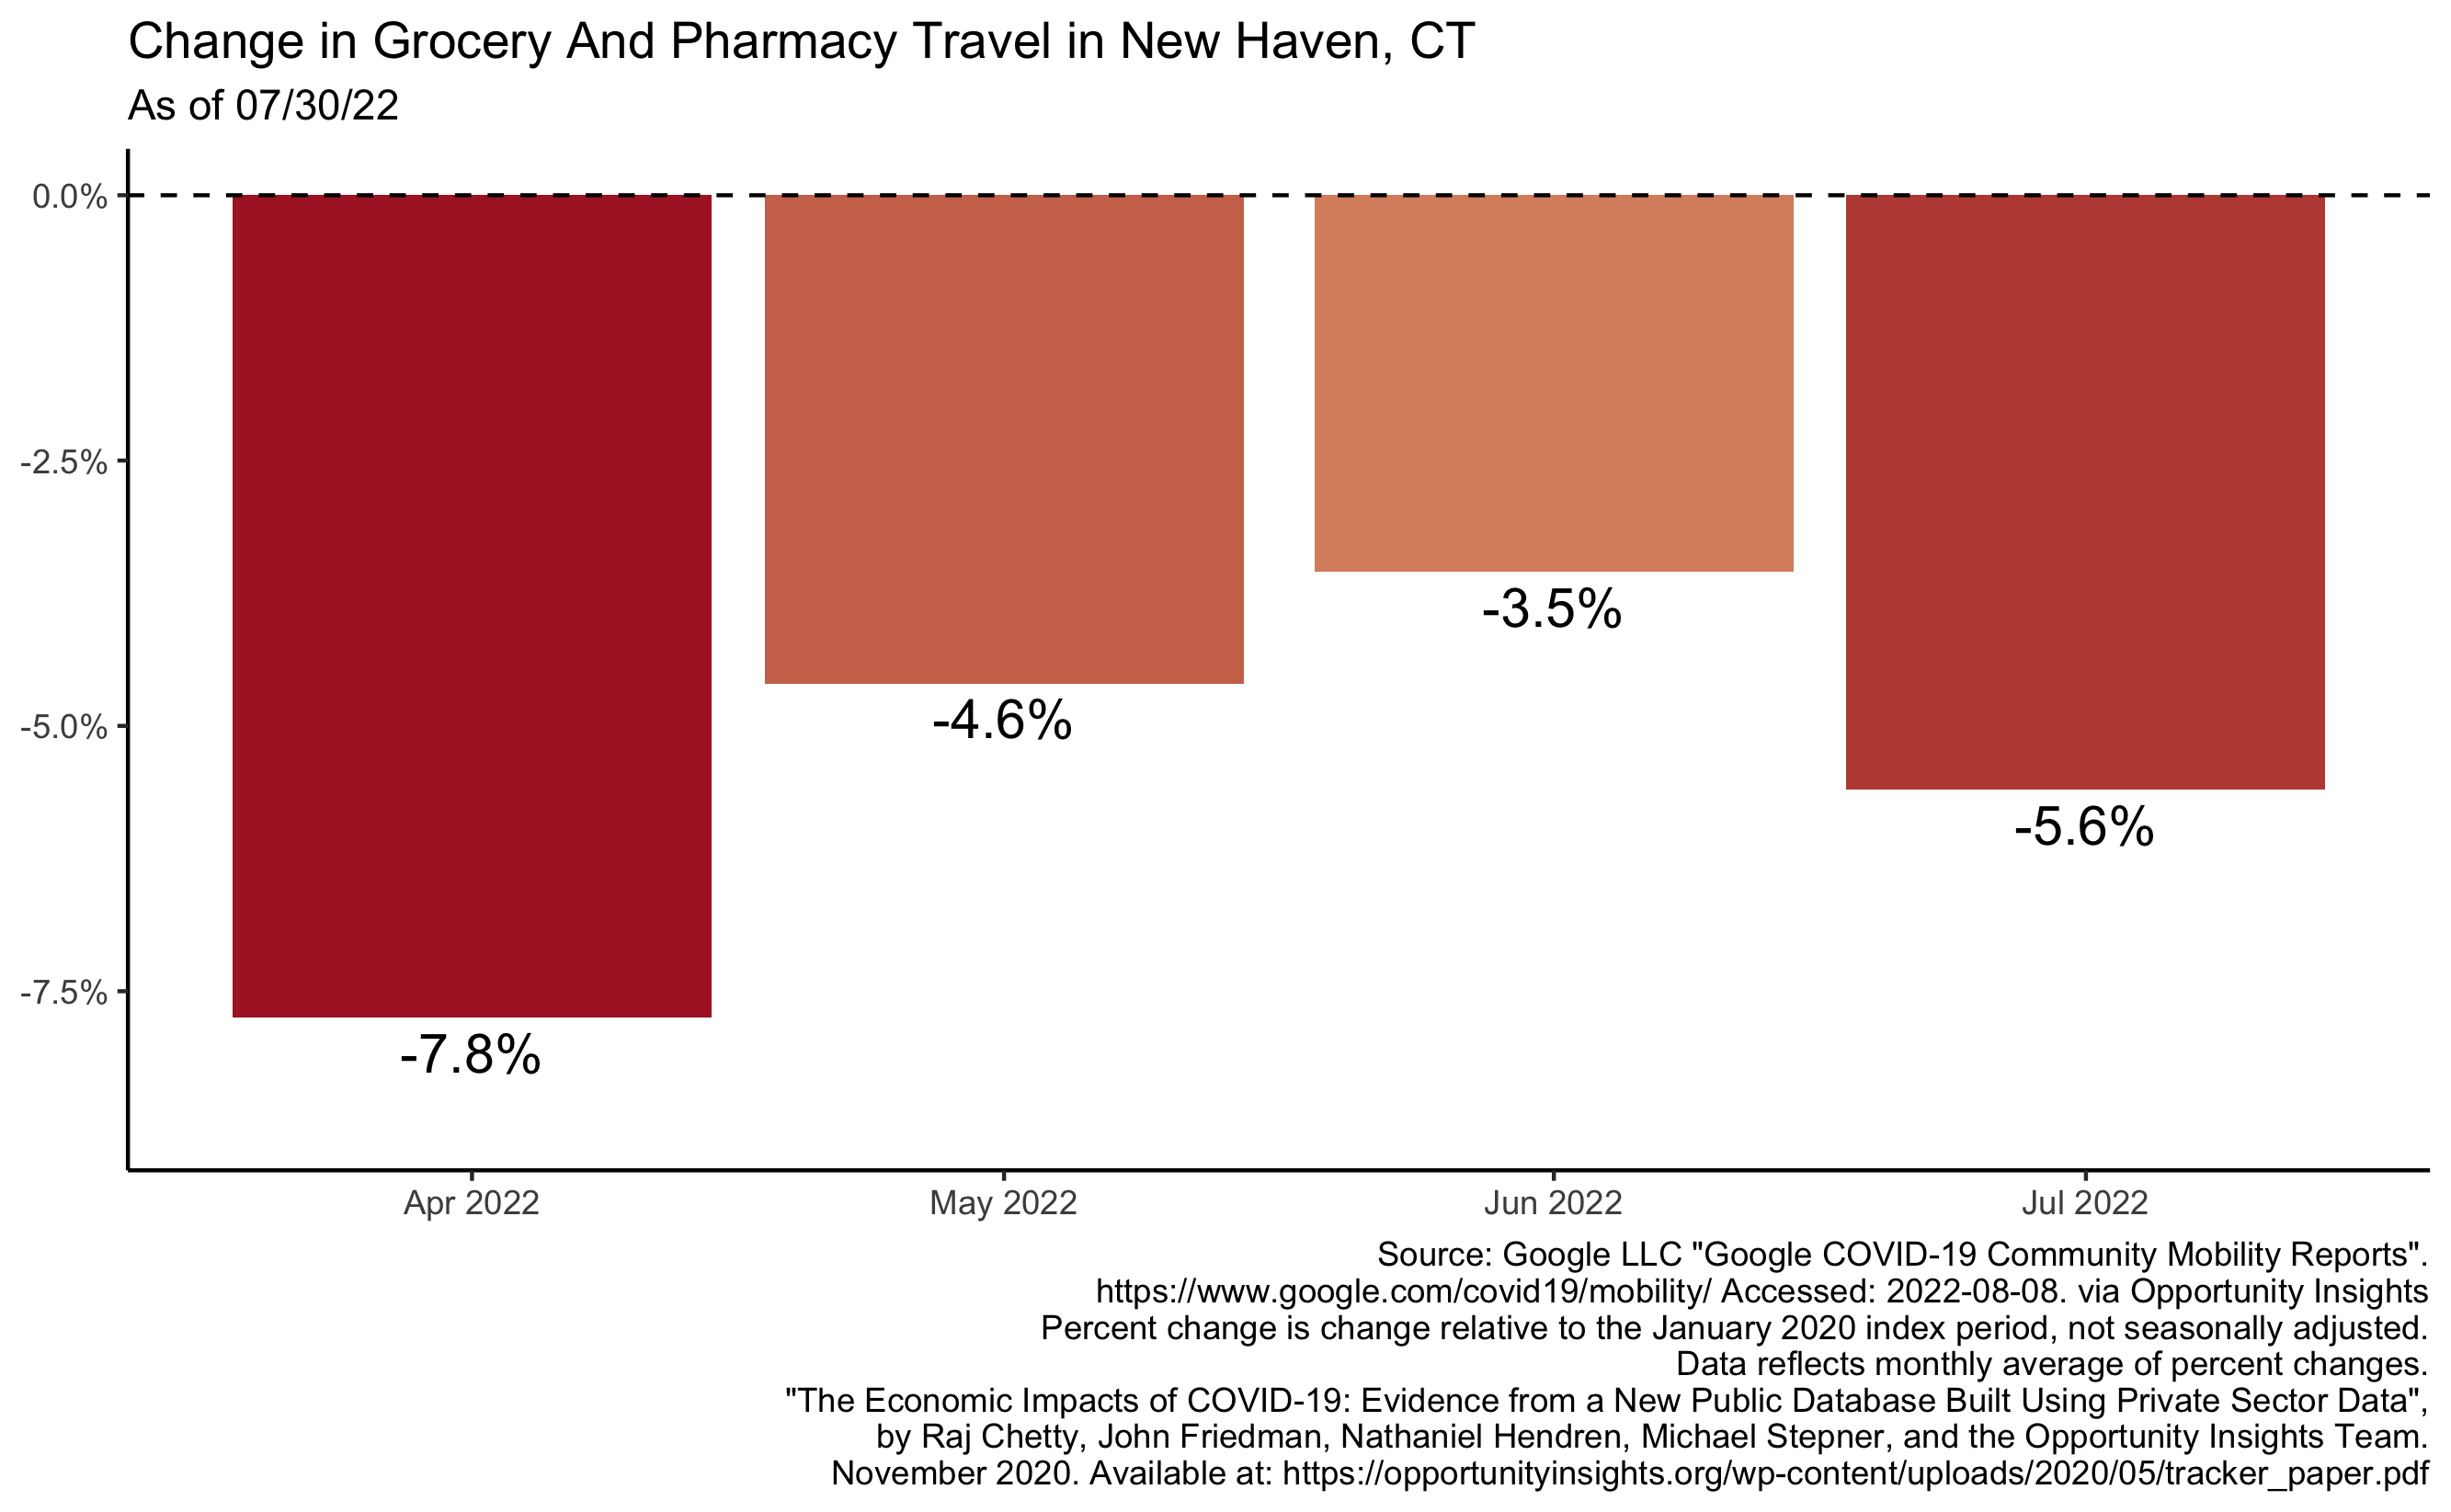 Change in Grocery And Pharmacy Travel in New Haven, CT
As of 07/30/22
0.0%
-2.5%
-5.0%
-7.5%
-7.8%
-4.6%
-3.5%
-5.6%
Apr 2022
May 2022
Jun 2022
Jul 2022
Source: Google LLC "Google COVID-19 Community Mobility Reports".
https://www.google.com/covid19/mobility/ Accessed: 2022-08-08. via Opportunity Insights
Percent change is change relative to the January 2020 index period, not seasonally adjusted.
Data reflects monthly average of percent changes.
"The Economic Impacts of COVID-19: Evidence from a New Public Database Built Using Private Sector Data",
by Raj Chetty, John Friedman, Nathaniel Hendren, Michael Stepner, and the Opportunity Insights Team.
November 2020. Available at: https://opportunityinsights.org/wp-content/uploads/2020/05/tracker_paper.pdf